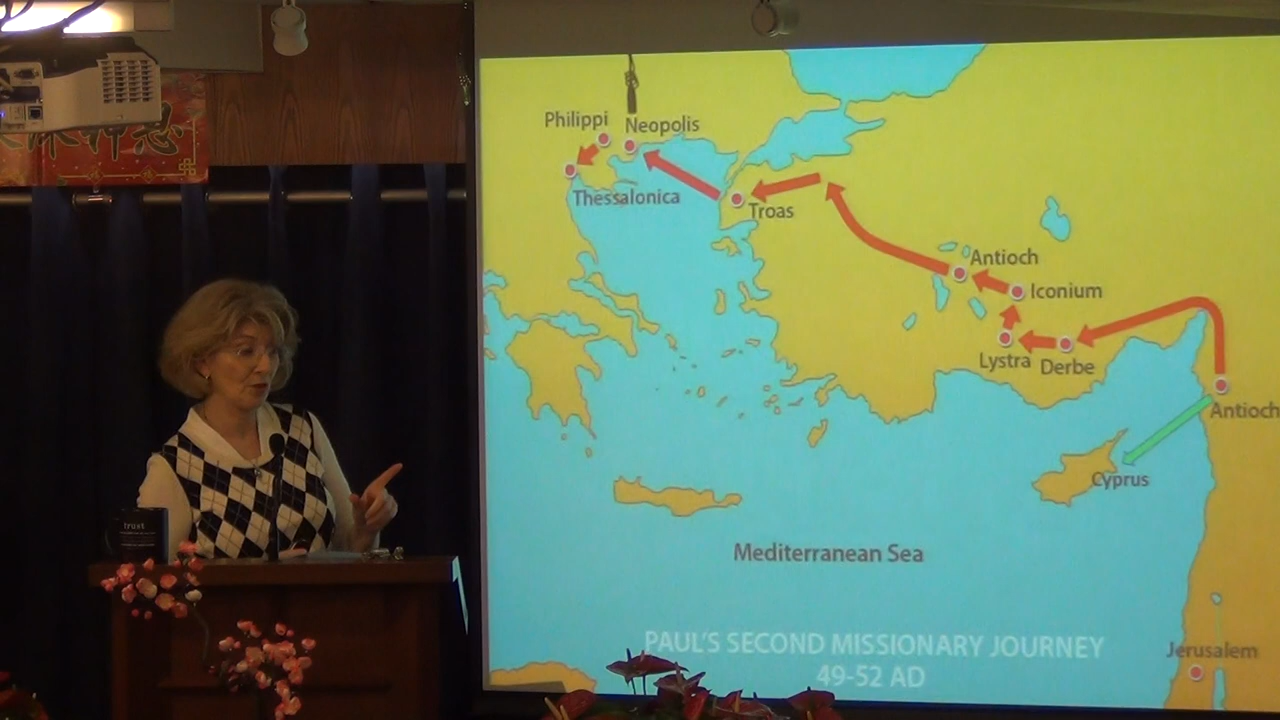 Philippi
Neopolis
Thessalonica
Troas
Antioch
Iconium
Lystra
Derbe
Antioch
Cyprus
Mediterranean Sea
PAUL'S SECOND MISSIONARY JOURNEY
49-52 AD
Jerusalem
trust